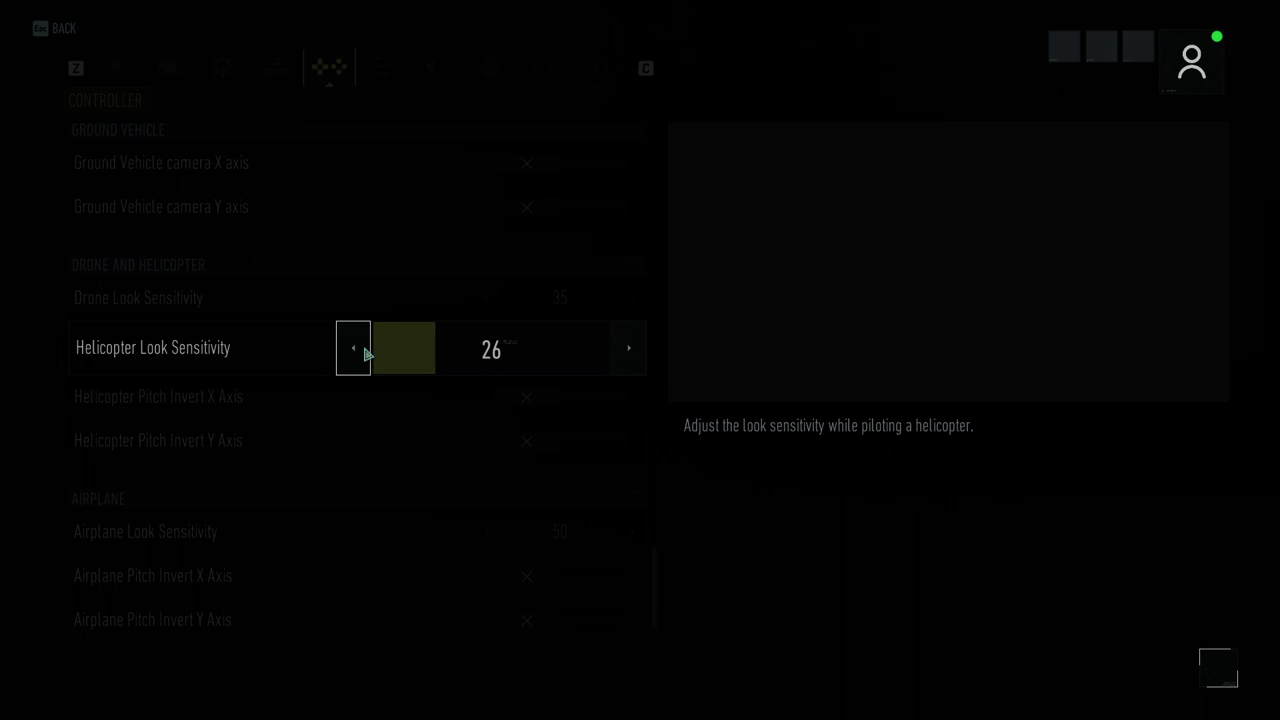 Esc BACK
Z
C
CONTROLLER
GROUND VEHICLE
Ground Vehicle camera X axis
Ground Vehicle camera Y axis
DRONE AND HELICOPTER
Drone Look Sensitivity 35
Helicopter Look Sensitivity 26
Helicopter Pitch Invert X Axis
Helicopter Pitch Invert Y Axis
Adjust the look sensitivity while piloting a helicopter.
AIRPLANE
Airplane Look Sensitivity 50
Airplane Pitch Invert X Axis
Airplane Pitch Invert Y Axis